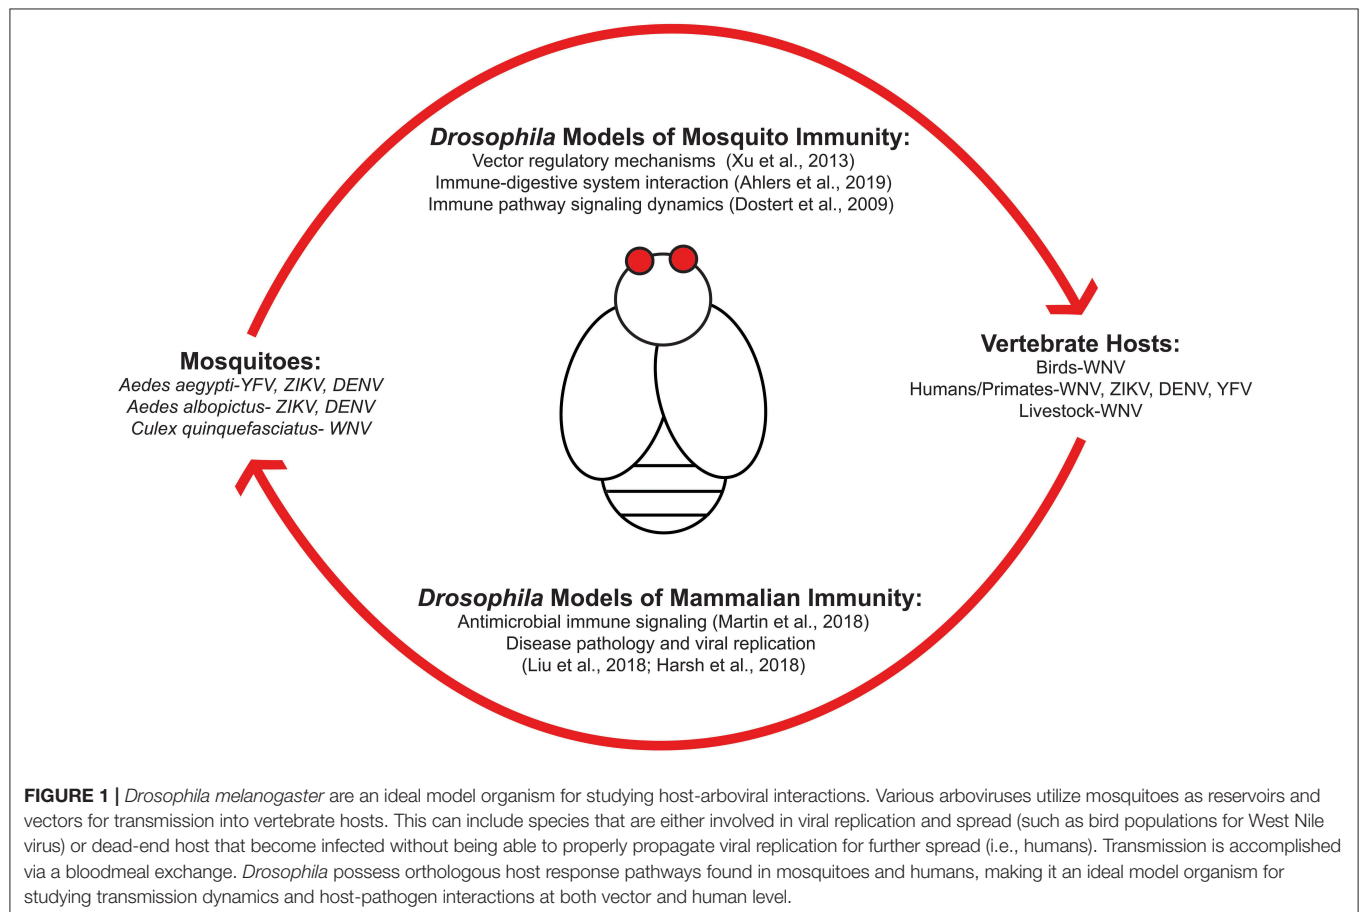 Drosophila Models of Mosquito Immunity:
Vector regulatory mechanisms (Xu et al., 2013)
Immune-digestive system interaction (Ahlers et al., 2019)
Immune pathway signaling dynamics (Dostert et al., 2009)
Mosquitoes:
Aedes aegypti-YFV, ZIKV, DENV
Aedes albopictus- ZIKV, DENV
Culex quinquefasciatus- WNV
Vertebrate Hosts:
Birds-WNV
Humans/Primates-WNV, ZIKV, DENV, YFV
Livestock-WNV
Drosophila Models of Mammalian Immunity:
Antimicrobial immune signaling (Martin et al., 2018)
Disease pathology and viral replication
(Liu et al., 2018; Harsh et al., 2018)
FIGURE 1 | Drosophila melanogaster are an ideal model organism for studying host-arboviral interactions. Various arboviruses utilize mosquitoes as reservoirs and
vectors for transmission into vertebrate hosts. This can include species that are either involved in viral replication and spread (such as bird populations for West Nile
virus) or dead-end host that become infected without being able to properly propagate viral replication for further spread (i.e., humans). Transmission is accomplished
via a bloodmeal exchange. Drosophila possess orthologous host response pathways found in mosquitoes and humans, making it an ideal model organism for
studying transmission dynamics and host-pathogen interactions at both vector and human level.